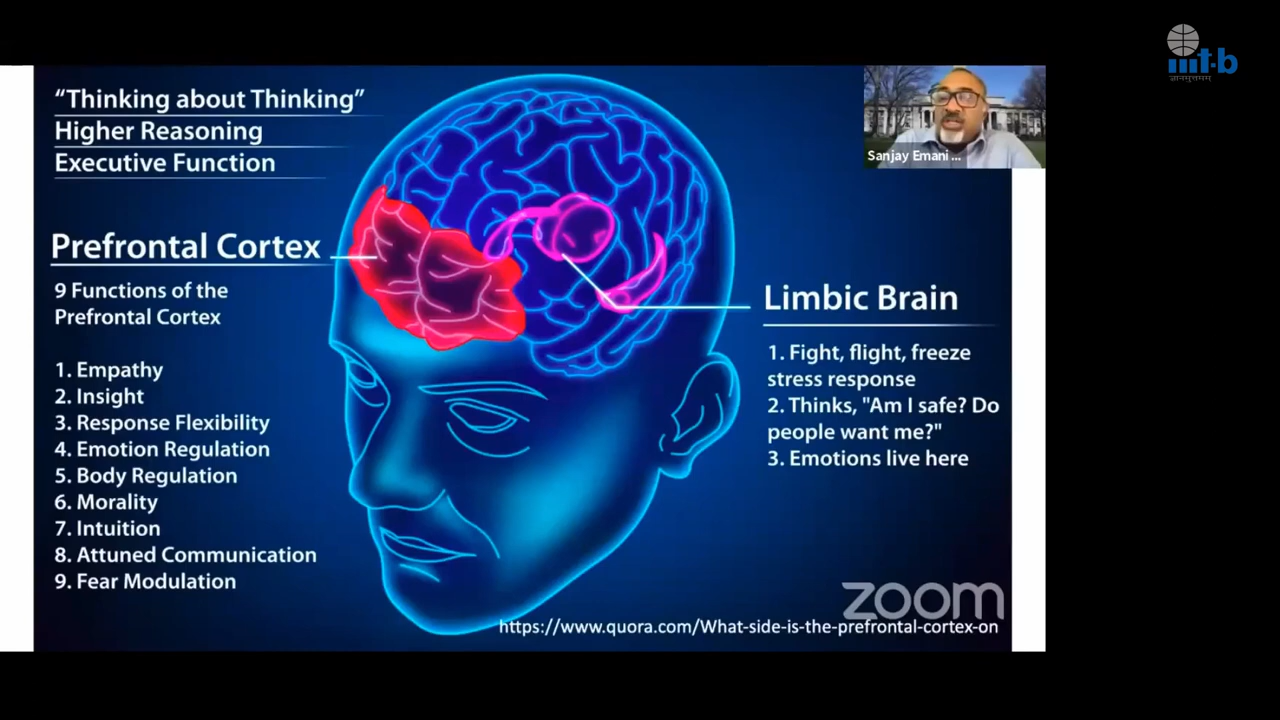 iiit-b
ज्ञानमुत्तमम्
“Thinking about Thinking”
Higher Reasoning
Executive Function
Sanjay Emani ...
Prefrontal Cortex
9 Functions of the
Prefrontal Cortex
1. Empathy
2. Insight
3. Response Flexibility
4. Emotion Regulation
5. Body Regulation
6. Morality
7. Intuition
8. Attuned Communication
9. Fear Modulation
Limbic Brain
1. Fight, flight, freeze
stress response
2. Thinks, "Am I safe? Do
people want me?"
3. Emotions live here
zoom
https://www.quora.com/What-side-is-the-prefrontal-cortex-on